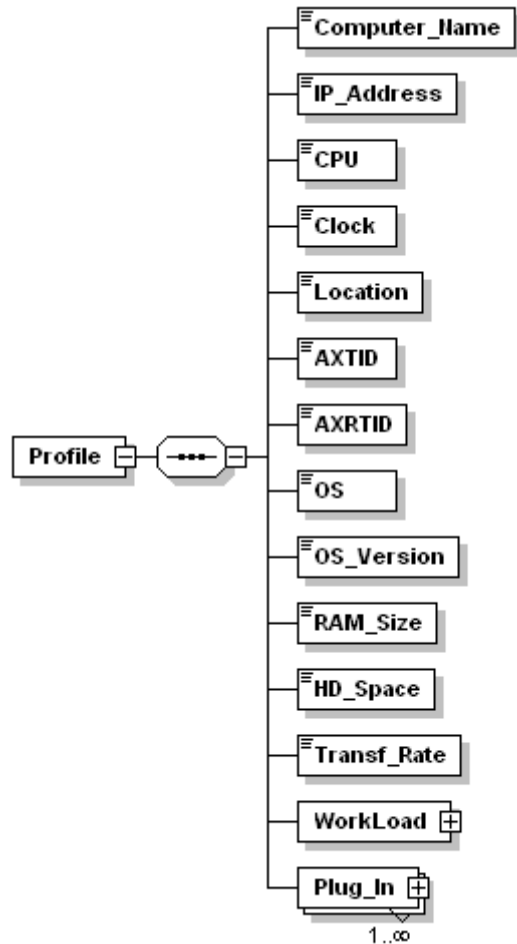 Computer_Name
IP_Address
CPU
Clock
Location
AXTID
AXRTID
Profile
OS
OS_Version
RAM_Size
HD_Space
Transf_Rate
WorkLoad
Plug_In
1..∞